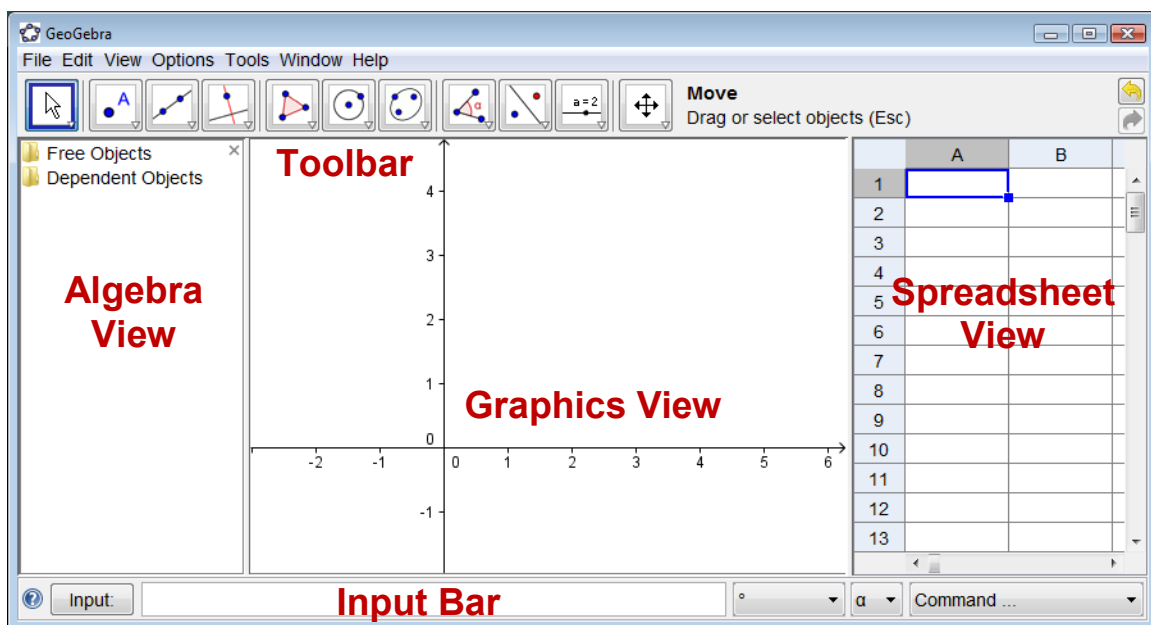 GeoGebra
File Edit View Options Tools Window Help
A
α
a = 2
Move
Drag or select objects (Esc)
Free Objects
Dependent Objects
Toolbar
Algebra
View
4
3
2
1
0
-1
-2 -1 0 1 2 3 4 5 6
Graphics View
A B
1
2
3
4
5
6
7
8
9
10
11
12
13
Spreadsheet
View
Input:
Input Bar
°
α
Command ...